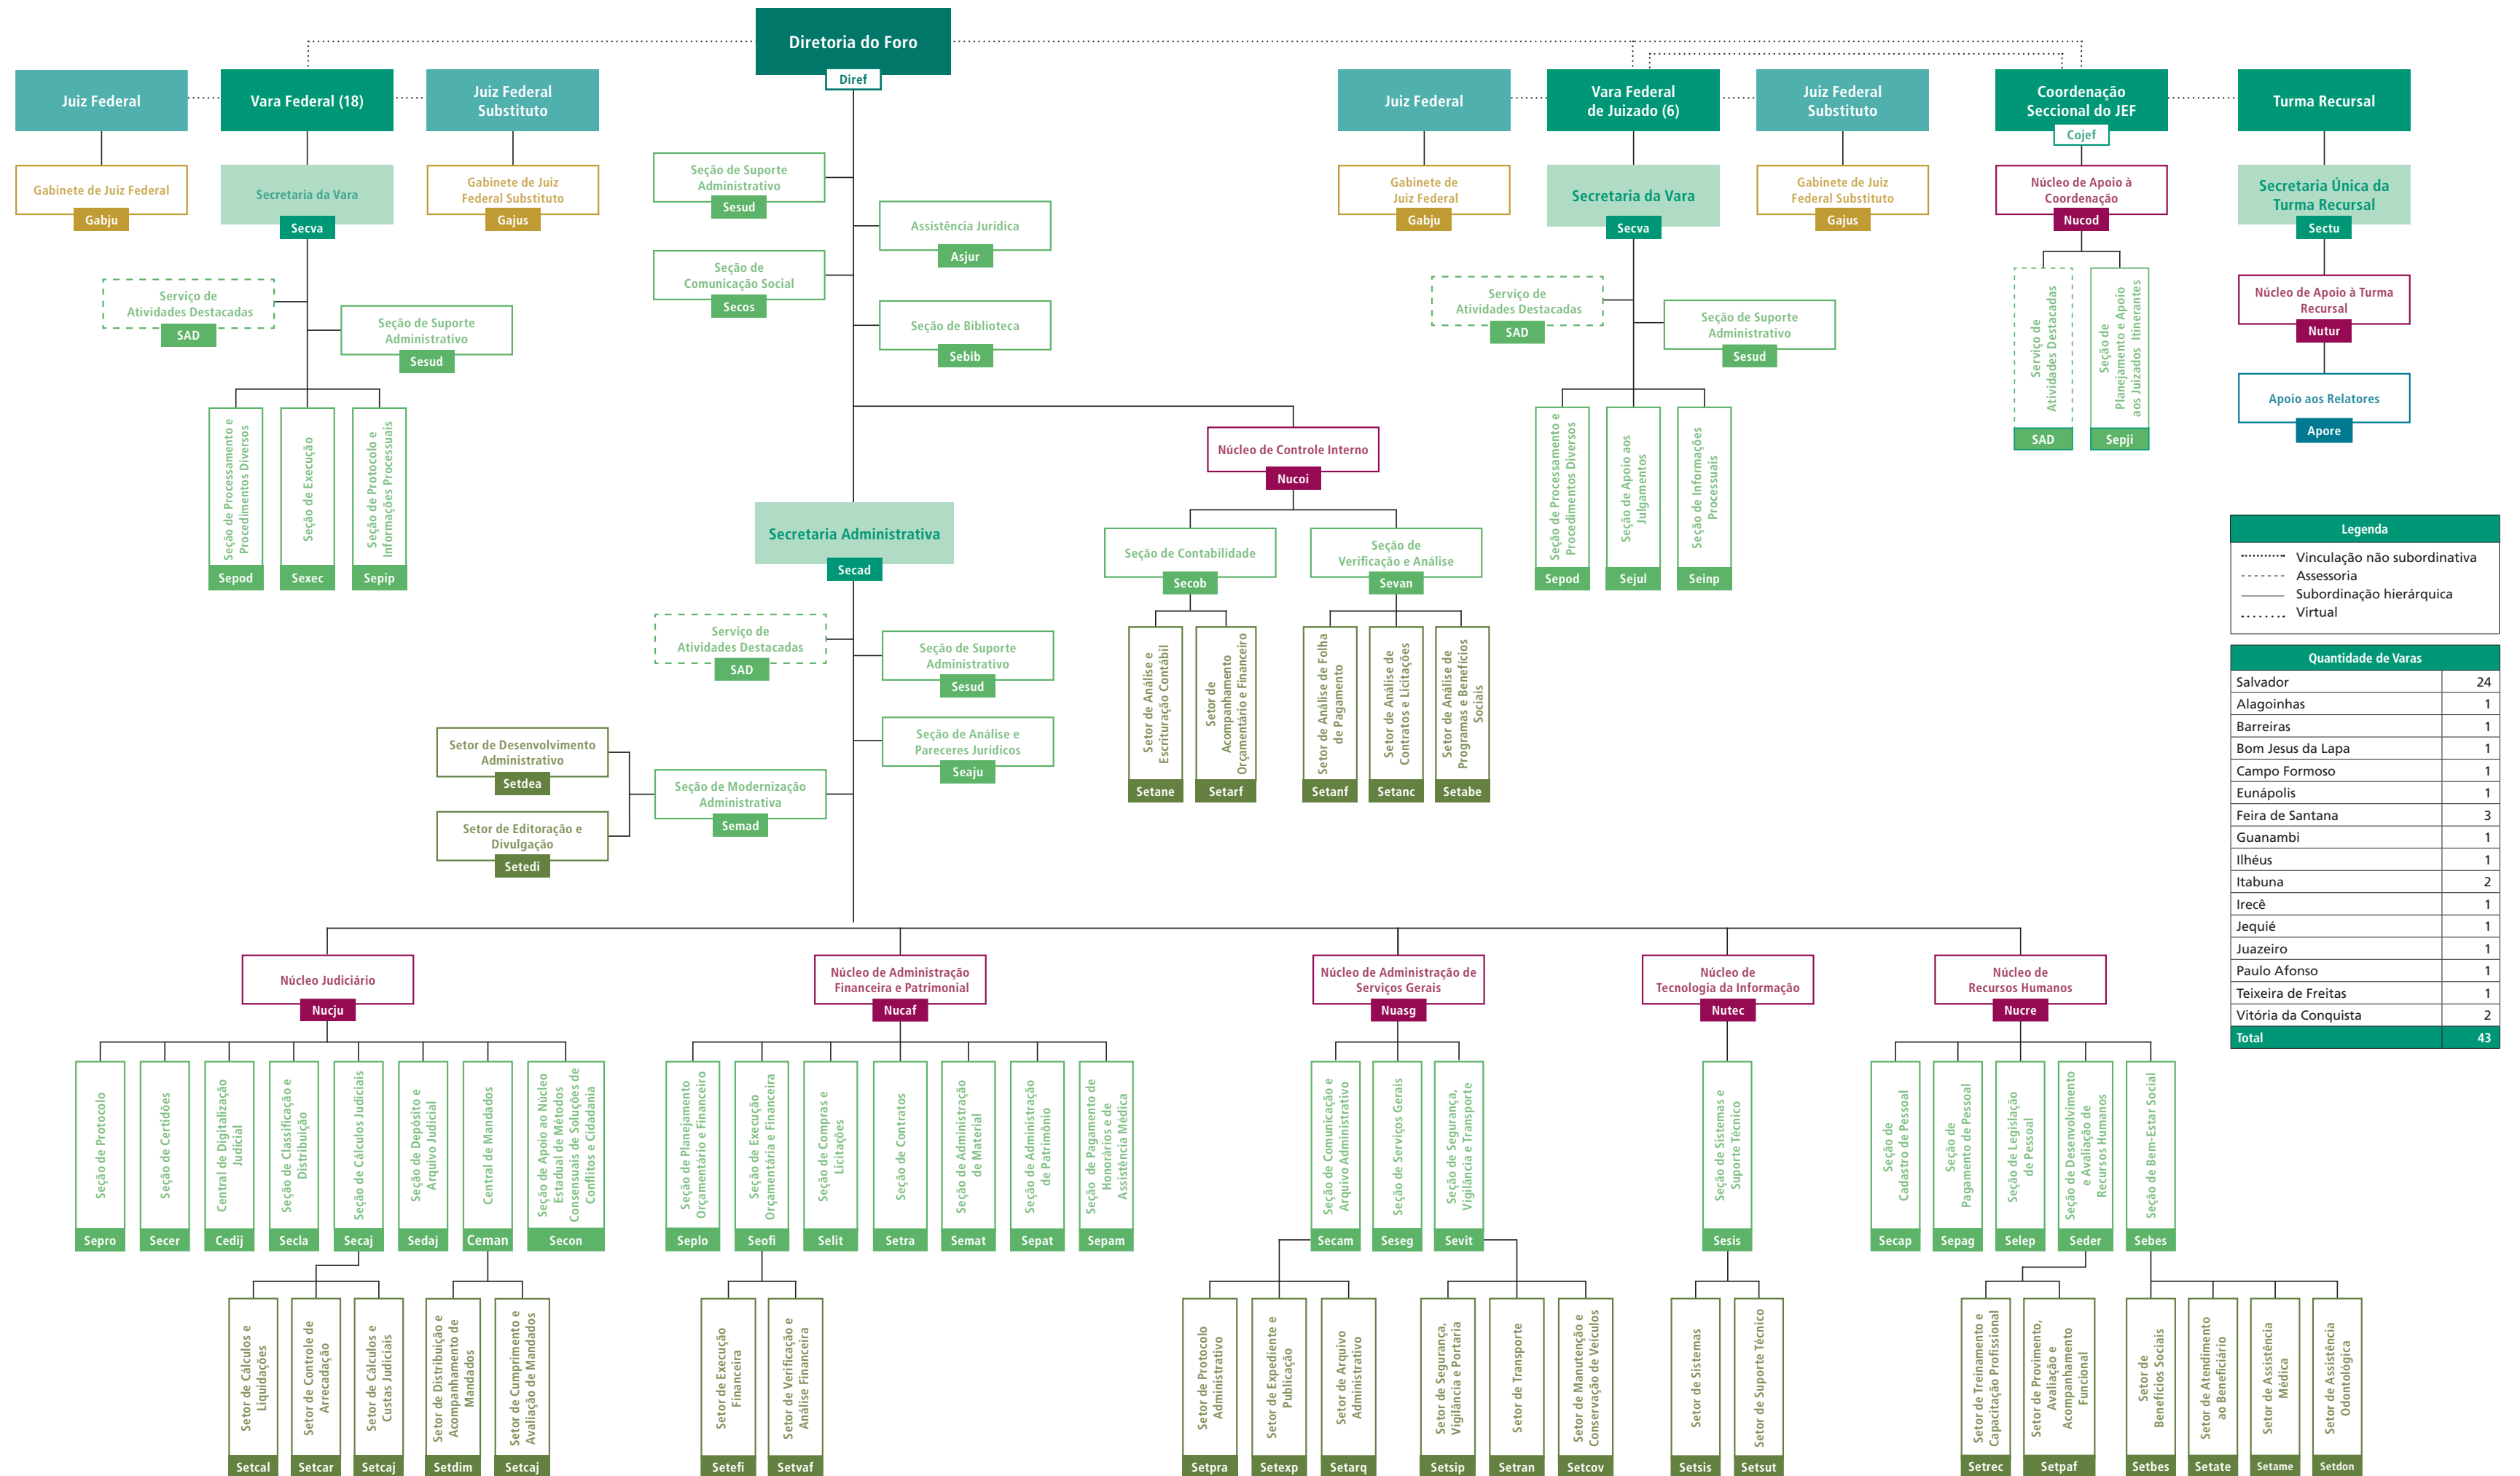 Diretoria do Foro
Diref
Juiz Federal
Vara Federal (18)
Juiz Federal
Substituto
Gabinete de Juiz Federal
Gabju
Secretaria da Vara
Secva
Gabinete de Juiz
Federal Substituto
Gajus
Serviço de
Atividades Destacadas
SAD
Seção de Suporte
Administrativo
Sesud
Seção de Processamento e
Procedimentos Diversos
Sepod
Seção de Execução
Sexec
Seção de Protocolo e
Informações Processuais
Sepip
Seção de Suporte
Administrativo
Sesud
Assistência Jurídica
Asjur
Seção de
Comunicação Social
Secos
Seção de Biblioteca
Sebib
Juiz Federal
Vara Federal
de Juizado (6)
Juiz Federal
Substituto
Gabinete de
Juiz Federal
Gabju
Secretaria da Vara
Secva
Gabinete de Juiz
Federal Substituto
Gajus
Serviço de
Atividades Destacadas
SAD
Seção de Suporte
Administrativo
Sesud
Seção de Processamento e
Procedimentos Diversos
Sepod
Seção de Apoio aos
Julgamentos
Sejul
Seção de Informações
Processuais
Seinp
Coordenação
Seccional do JEF
Cojef
Núcleo de Apoio à
Coordenação
Nucod
Serviço de
Atividades Destacadas
SAD
Seção de
Planejamento e Apoio
aos Juizados Itinerantes
Sepji
Turma Recursal
Secretaria Única da
Turma Recursal
Sectu
Núcleo de Apoio à Turma
Recursal
Nutur
Apoio aos Relatores
Apore
Núcleo de Controle Interno
Nucoi
Seção de Contabilidade
Secob
Seção de
Verificação e Análise
Sevan
Setor de Análise e
Escrituração Contábil
Setane
Setor de
Acompanhamento
Orçamentário e Financeiro
Setarf
Setor de Análise de Folha
de Pagamento
Setanf
Setor de Análise de
Contratos e Licitações
Setanc
Setor de Análise de
Programas e Benefícios
Sociais
Setabe
Secretaria Administrativa
Secad
Serviço de
Atividades Destacadas
SAD
Seção de Suporte
Administrativo
Sesud
Seção de Análise e
Pareceres Jurídicos
Seaju
Setor de Desenvolvimento
Administrativo
Setdea
Seção de Modernização
Administrativa
Semad
Setor de Editoração e
Divulgação
Setedi
Legenda
Vinculação não subordinativa
Assessoria
Subordinação hierárquica
Virtual
Quantidade de Varas
Salvador 24
Alagoinhas 1
Barreiras 1
Bom Jesus da Lapa 1
Campo Formoso 1
Eunápolis 1
Feira de Santana 3
Guanambi 1
Ilhéus 1
Itabuna 2
Irecê 1
Jequié 1
Juazeiro 1
Paulo Afonso 1
Teixeira de Freitas 1
Vitória da Conquista 2
Total 43
Núcleo Judiciário
Nucju
Seção de Protocolo
Sepro
Seção de Certidões
Secer
Central de Digitalização
Judicial
Cedij
Seção de Classificação e
Distribuição
Secla
Seção de Cálculos Judiciais
Secaj
Seção de Depósito e
Arquivo Judicial
Sedaj
Central de Mandados
Ceman
Seção de Apoio ao Núcleo
Estadual de Métodos
Consensuais de Soluções de
Conflitos e Cidadania
Secon
Setor de Cálculos e
Liquidações
Setcal
Setor de Controle de
Arrecadação
Setcar
Setor de Cálculos e
Custas Judiciais
Setcaj
Setor de Distribuição e
Acompanhamento de
Mandados
Setdim
Setor de Cumprimento e
Avaliação de Mandados
Setcaj
Núcleo de Administração
Financeira e Patrimonial
Nucaf
Seção de Planejamento
Orçamentário e Financeiro
Seplo
Seção de Execução
Orçamentária e Financeira
Seofi
Seção de Compras e
Licitações
Selit
Seção de Contratos
Setra
Seção de Administração
de Material
Semat
Seção de Administração
de Patrimônio
Sepat
Seção de Pagamento de
Honorários e de
Assistência Médica
Sepam
Setor de Execução
Financeira
Setefi
Setor de Verificação e
Análise Financeira
Setvaf
Núcleo de Administração de
Serviços Gerais
Nuasg
Seção de Comunicação e
Arquivo Administrativo
Secam
Seção de Serviços Gerais
Seseg
Seção de Segurança,
Vigilância e Transporte
Sevit
Setor de Protocolo
Administrativo
Setpra
Setor de Expediente e
Publicação
Setexp
Setor de Arquivo
Administrativo
Setarq
Setor de Segurança,
Vigilância e Portaria
Setsip
Setor de Transporte
Setran
Setor de Manutenção e
Conservação de Veículos
Setcov
Núcleo de
Tecnologia da Informação
Nutec
Seção de Sistemas e
Suporte Técnico
Sesis
Setor de Sistemas
Setsis
Setor de Suporte Técnico
Setsut
Núcleo de
Recursos Humanos
Nucre
Seção de
Cadastro de Pessoal
Secap
Seção de
Pagamento de Pessoal
Sepag
Seção de Legislação
de Pessoal
Selep
Seção de Desenvolvimento
e Avaliação de
Recursos Humanos
Seder
Seção de Bem-Estar Social
Sebes
Setor de Treinamento e
Capacitação Profissional
Setrec
Setor de Provimento,
Avaliação e
Acompanhamento
Funcional
Setpaf
Setor de
Benefícios Sociais
Setbes
Setor de Atendimento
ao Beneficiário
Setate
Setor de Assistência
Médica
Setame
Setor de Assistência
Odontológica
Setdon